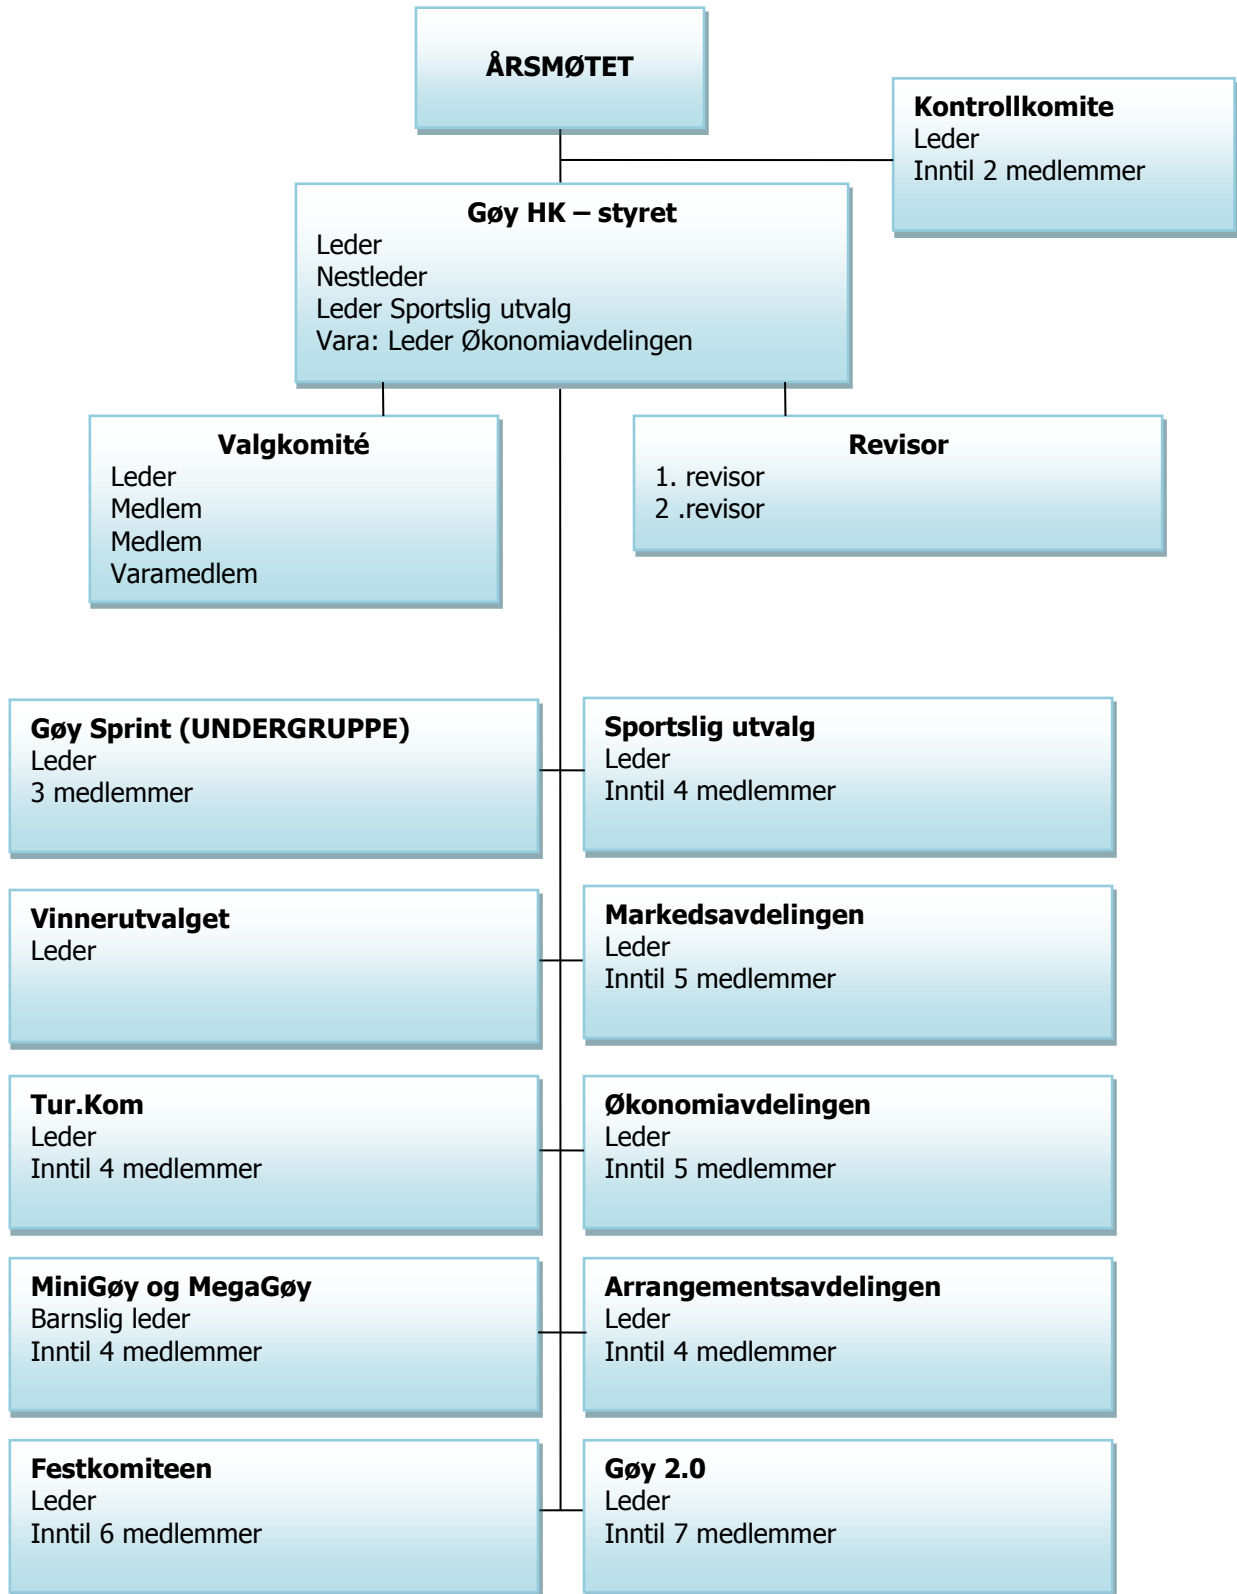 ÅRSMØTET
Kontrollkomite
Leder
Inntil 2 medlemmer
Gøy HK – styret
Leder
Nestleder
Leder Sportslig utvalg
Vara: Leder Økonomiavdelingen
Valgkomité
Leder
Medlem
Medlem
Varamedlem
Revisor
1. revisor
2 .revisor
Gøy Sprint (UNDERGRUPPE)
Leder
3 medlemmer
Sportslig utvalg
Leder
Inntil 4 medlemmer
Vinnerutvalget
Leder
Markedsavdelingen
Leder
Inntil 5 medlemmer
Tur.Kom
Leder
Inntil 4 medlemmer
Økonomiavdelingen
Leder
Inntil 5 medlemmer
MiniGøy og MegaGøy
Barnslig leder
Inntil 4 medlemmer
Arrangementsavdelingen
Leder
Inntil 4 medlemmer
Festkomiteen
Leder
Inntil 6 medlemmer
Gøy 2.0
Leder
Inntil 7 medlemmer